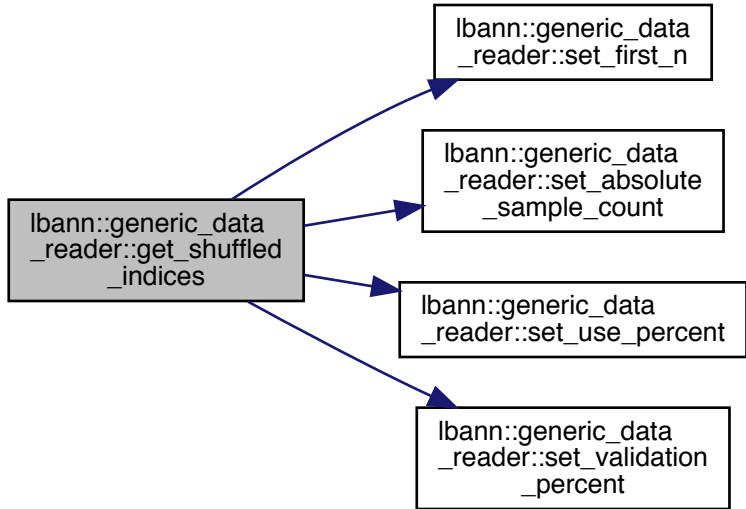 lbann::generic_data
_reader::set_first_n
lbann::generic_data
_reader::set_absolute
_sample_count
lbann::generic_data
_reader::get_shuffled
_indices
lbann::generic_data
_reader::set_use_percent
lbann::generic_data
_reader::set_validation
_percent